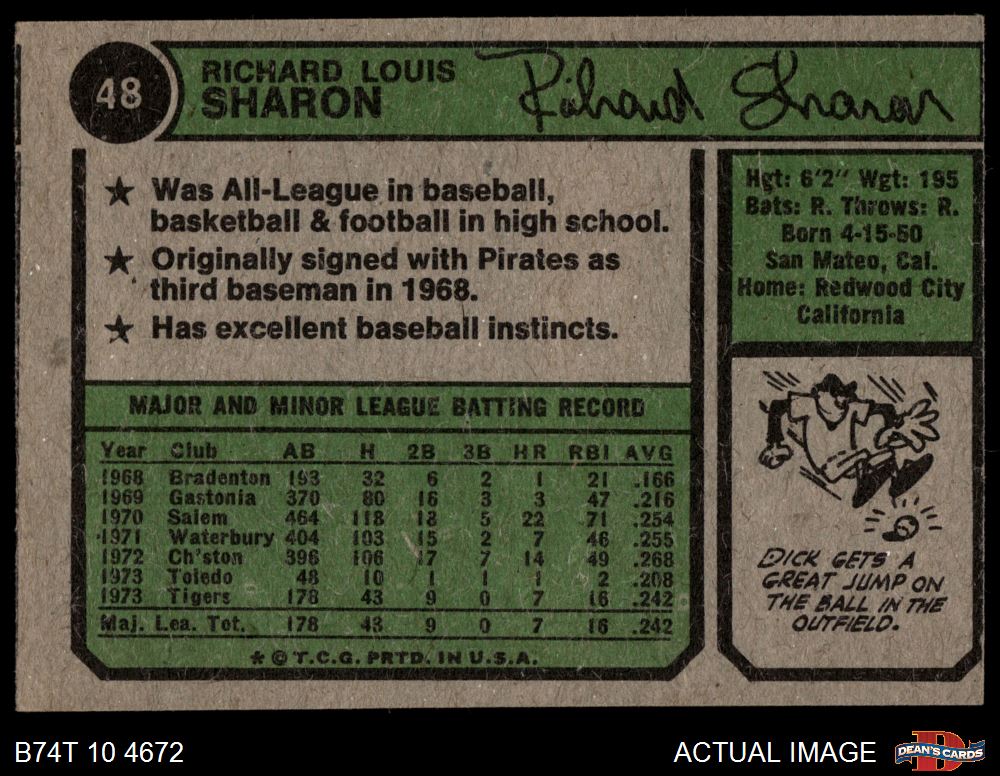 48
RICHARD LOUIS
SHARON
Richard Sharon
★ Was All-League in baseball,
basketball & football in high school.
★ Originally signed with Pirates as
third baseman in 1968.
★ Has excellent baseball instincts.
Hgt: 6'2" Wgt: 195
Bats: R. Throws: R.
Born 4-15-50
San Mateo, Cal.
Home: Redwood City
California
MAJOR AND MINOR LEAGUE BATTING RECORD
Year Club AB H 2B 3B HR RBI AVG
1968 Bradenton 193 32 6 2 1 21 .166
1969 Gastonia 370 80 16 3 3 47 .216
1970 Salem 464 118 18 5 22 71 .254
1971 Waterbury 404 103 15 2 7 46 .255
1972 Ch'ston 396 106 17 7 14 49 .268
1973 Toledo 48 10 1 1 1 2 .208
1973 Tigers 178 43 9 0 7 16 .242
Maj. Lea. Tot. 178 43 9 0 7 16 .242
* © T.C.G. PRTD. IN U.S.A.
DICK GETS A
GREAT JUMP ON
THE BALL IN THE
OUTFIELD.
B74T 10 4672
ACTUAL IMAGE
DEAN'S CARDS